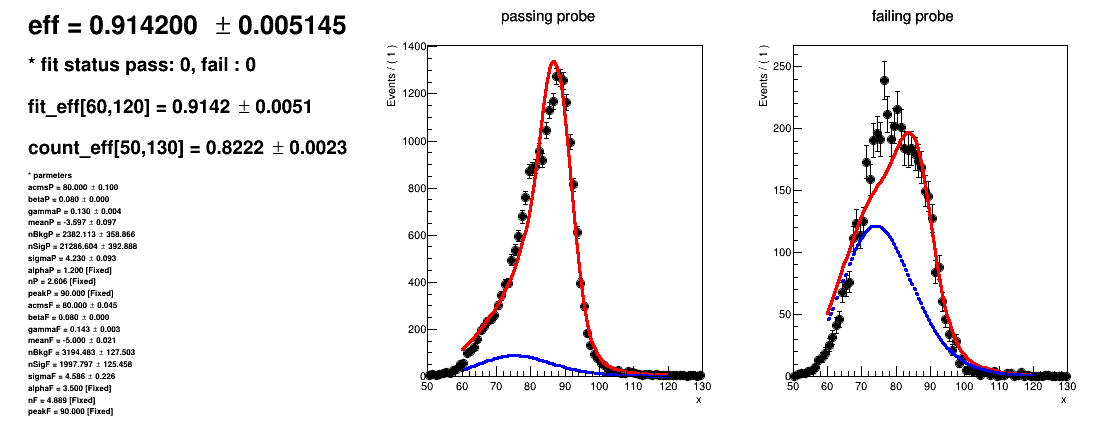 eff = 0.914200 ± 0.005145
* fit status pass: 0, fail : 0
fit_eff[60,120] = 0.9142 ± 0.0051
count_eff[50,130] = 0.8222 ± 0.0023
* parmeters
acmsP = 80.000 ± 0.100
betaP = 0.080 ± 0.000
gammaP = 0.130 ± 0.004
meanP = -3.597 ± 0.097
nBkgP = 2382.113 ± 358.866
nSigP = 21286.604 ± 392.888
sigmaP = 4.230 ± 0.093
alphaP = 1.200 [Fixed]
nP = 2.606 [Fixed]
peakP = 90.000 [Fixed]
acmsF = 80.000 ± 0.045
betaF = 0.080 ± 0.000
gammaF = 0.143 ± 0.003
meanF = -5.000 ± 0.021
nBkgF = 3194.483 ± 127.503
nSigF = 1997.797 ± 125.458
sigmaF = 4.586 ± 0.226
alphaF = 3.500 [Fixed]
nF = 4.889 [Fixed]
peakF = 90.000 [Fixed]
passing probe
Events / ( 1 )
1400
1200
1000
800
600
400
200
0
50 60 70 80 90 100 110 120 130
x
failing probe
Events / ( 1 )
250
200
150
100
50
0
50 60 70 80 90 100 110 120 130
x